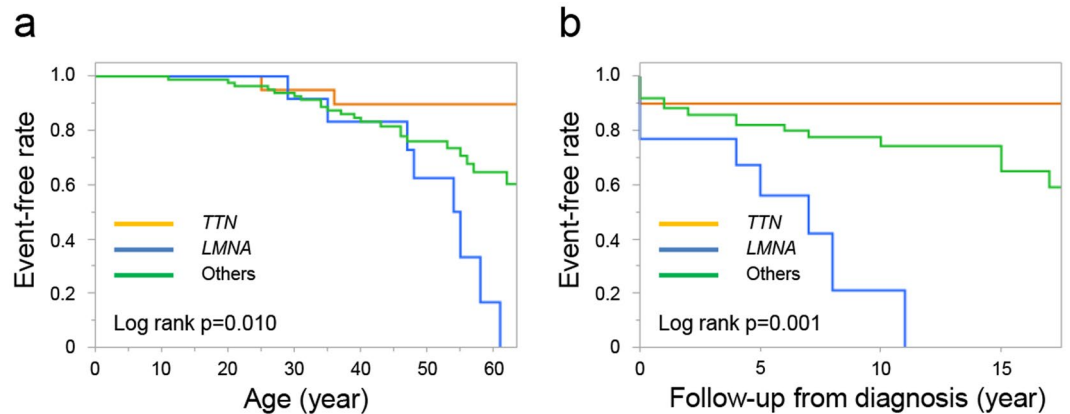 a
Event-free rate
1.0
0.8
0.6
0.4
0.2
0
TTN
LMNA
Others
Log rank p=0.010
0 10 20 30 40 50 60
Age (year)
b
Event-free rate
1.0
0.8
0.6
0.4
0.2
0
TTN
LMNA
Others
Log rank p=0.001
0 5 10 15
Follow-up from diagnosis (year)